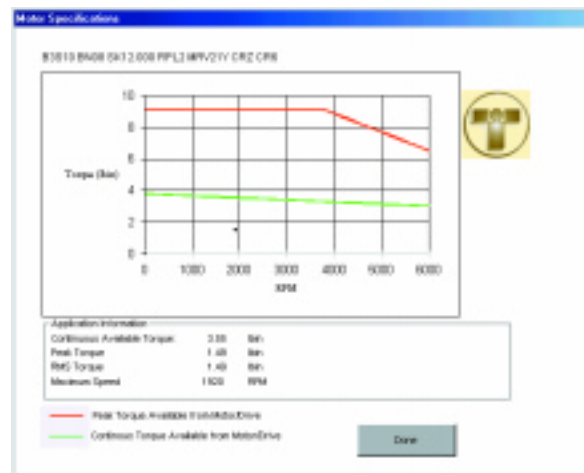 Motor Specifications
10
8
6
Torque (lbin)
4
2
0
0 1000 2000 3000 4000 5000 6000
RPM
Application Information
Continuous Available Torque: lbin
Peak Torque 1.48 lbin
RMS Torque 1.48 lbin
Maximum Speed 1920 RPM
Peak Torque Available from Motor/Drive
Continuous Torque Available from Motor/Drive
Done